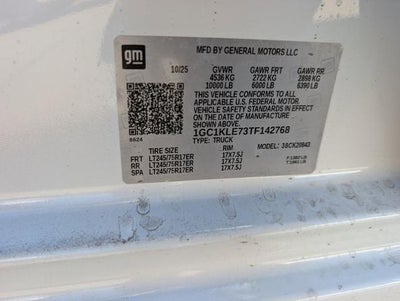 gm
MFD BY GENERAL MOTORS LLC
10/25 GVWR GAWR FRT GAWR RR
4536 KG 2722 KG 2898 KG
10000 LB 6000 LB 6390 LB
THIS VEHICLE CONFORMS TO ALL
APPLICABLE U.S. FEDERAL MOTOR
VEHICLE SAFETY STANDARDS IN
EFFECT ON THE DATE OF MANUFACTURE
SHOWN ABOVE.
1GC1KLE73TF142768
TYPE: TRUCK
8624
MODEL:
TIRE SIZE RIM
FRT LT245/75R17ER 17X7.5J
RR LT245/75R17ER 17X7.5J
SPA LT245/75R17ER 17X7.5J